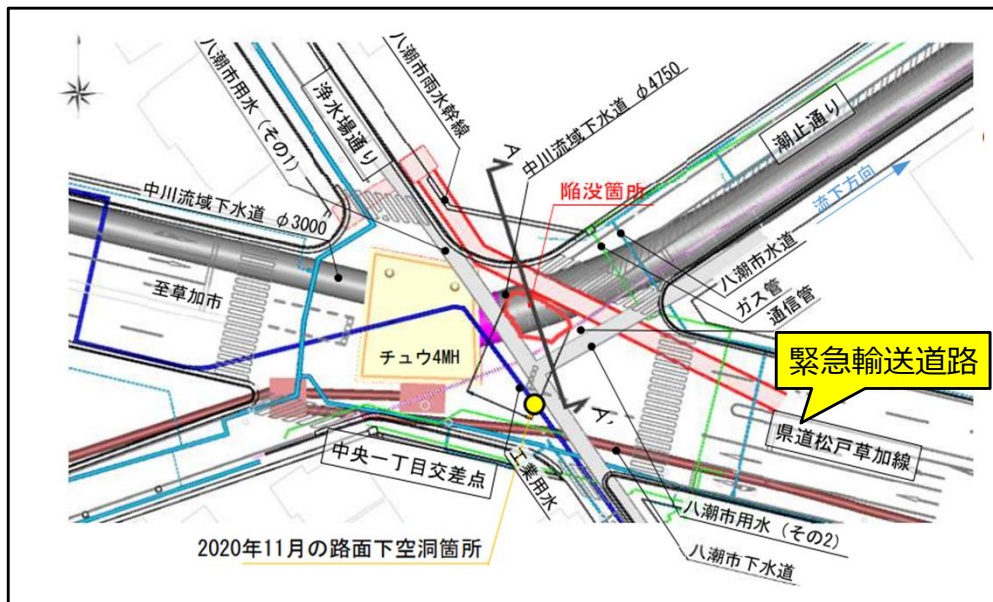 八潮市用水（その1）
浄水場通り
八潮市雨水幹線
中川流域下水道 φ4750
潮止通り
A
陥没箇所
流下方向
中川流域下水道 φ3000
至草加市
八潮市水道
ガス管
通信管
チュウ4MH
緊急輸送道路
A'
県道松戸草加線
中央一丁目交差点
工業用水
八潮市用水（その2）
2020年11月の路面下空洞箇所
八潮市下水道